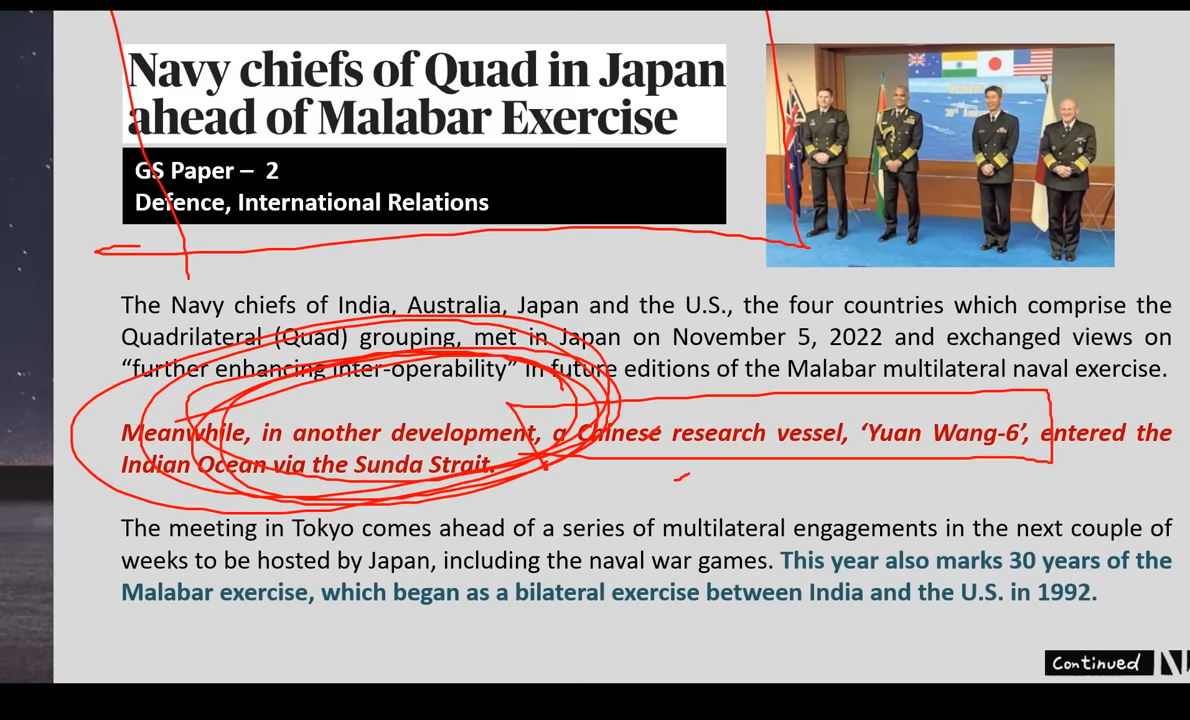 Navy chiefs of Quad in Japan
ahead of Malabar Exercise
GS Paper – 2
Defence, International Relations
The Navy chiefs of India, Australia, Japan and the U.S., the four countries which comprise the
Quadrilateral (Quad) grouping, met in Japan on November 5, 2022 and exchanged views on
“further enhancing inter-operability” in future editions of the Malabar multilateral naval exercise.
Meanwhile, in another development, a Chinese research vessel, ‘Yuan Wang-6’, entered the
Indian Ocean via the Sunda Strait.
The meeting in Tokyo comes ahead of a series of multilateral engagements in the next couple of
weeks to be hosted by Japan, including the naval war games. This year also marks 30 years of the
Malabar exercise, which began as a bilateral exercise between India and the U.S. in 1992.
Continued